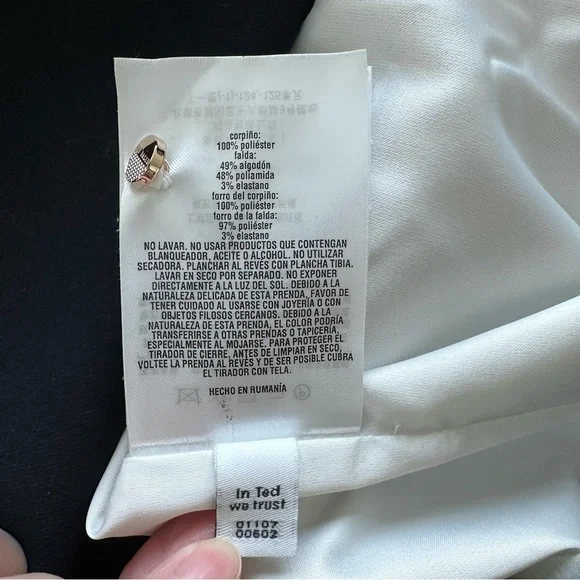 corpiño:
100% poliéster
falda:
49% algodón
48% poliamida
3% elastano
forro del corpiño:
100% poliéster
forro de la falda:
97% poliéster
3% elastano
NO LAVAR. NO USAR PRODUCTOS QUE CONTENGAN
BLANQUEADOR, ACEITE O ALCOHOL. NO UTILIZAR
SECADORA. PLANCHAR AL REVÉS CON PLANCHA TIBIA.
LAVAR EN SECO POR SEPARADO. NO EXPONER
DIRECTAMENTE A LA LUZ DEL SOL. DEBIDO A LA
NATURALEZA DELICADA DE ESTA PRENDA, FAVOR DE
TENER CUIDADO AL USARSE CON JOYERÍA O CON
OBJETOS FILOSOS CERCANOS. DEBIDO A LA
NATURALEZA DE ESTA PRENDA, EL COLOR PODRÍA
TRANSFERIRSE A OTRAS PRENDAS O TAPICERÍA,
ESPECIALMENTE AL MOJARSE. PARA PROTEGER EL
TIRADOR DE CIERRE, ANTES DE LIMPIAR EN SECO,
VOLTEE LA PRENDA AL REVÉS Y DE SER POSIBLE CUBRA
EL TIRADOR CON TELA.
HECHO EN RUMANÍA
In Ted
we trust
01107
00602